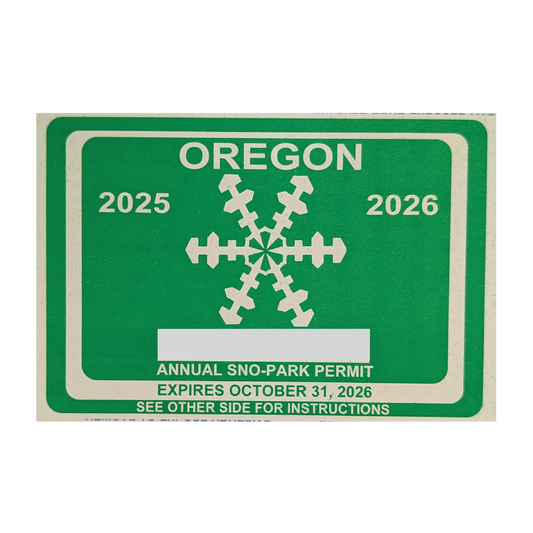 OREGON
2025 2026
ANNUAL SNO-PARK PERMIT
EXPIRES OCTOBER 31, 2026
SEE OTHER SIDE FOR INSTRUCTIONS